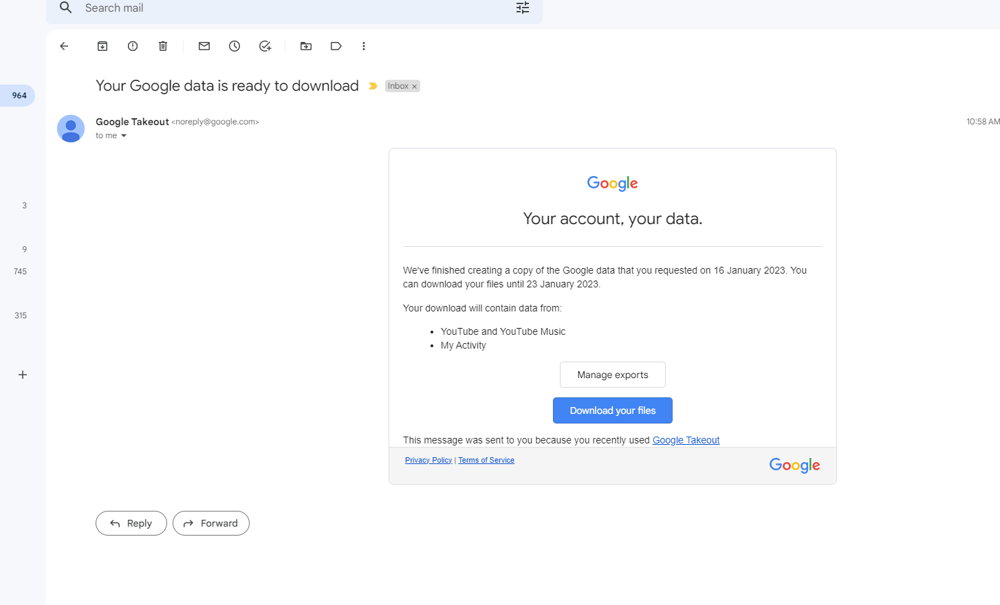 Search mail
Your Google data is ready to download
Inbox ×
964
Google Takeout <noreply@google.com>
10:58 AM
to me
Google
Your account, your data.
3
9
745
315
We've finished creating a copy of the Google data that you requested on 16 January 2023. You
can download your files until 23 January 2023.
Your download will contain data from:
• YouTube and YouTube Music
• My Activity
Manage exports
Download your files
This message was sent to you because you recently used Google Takeout
Privacy Policy | Terms of Service
Google
Reply
Forward